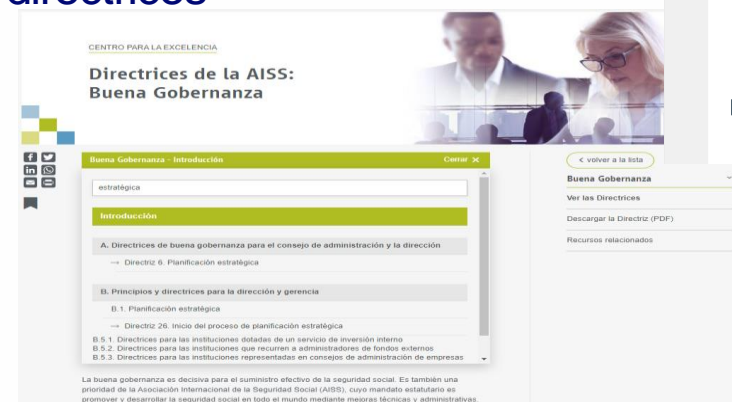 directrices
CENTRO PARA LA EXCELENCIA
Directrices de la AISS:
Buena Gobernanza
Buena Gobernanza - Introducción
Cerrar ×
estratégica
Introducción
A. Directrices de buena gobernanza para el consejo de administración y la dirección
→ Directriz 6. Planificación estratégica
B. Principios y directrices para la dirección y gerencia
B.1. Planificación estratégica
→ Directriz 26. Inicio del proceso de planificación estratégica
B.5.1. Directrices para las instituciones dotadas de un servicio de inversión interno
B.5.2. Directrices para las instituciones que recurren a administradores de fondos externos
B.5.3. Directrices para las instituciones representadas en consejos de administración de empresas
La buena gobernanza es decisiva para el suministro efectivo de la seguridad social. Es también una
prioridad de la Asociación Internacional de la Seguridad Social (AISS), cuyo mandato estatutario es
promover y desarrollar la seguridad social en todo el mundo mediante mejoras técnicas y administrativas.
< volver a la lista
Buena Gobernanza
Ver las Directrices
Descargar la Directriz (PDF)
Recursos relacionados